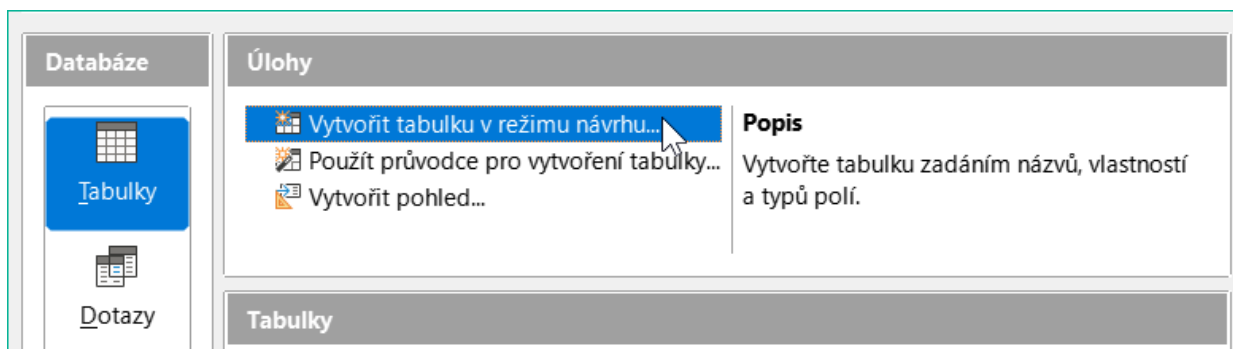 Databáze
Tabulky
Dotazy
Úlohy
Vytvořit tabulku v režimu návrhu...
Použít průvodce pro vytvoření tabulky...
Vytvořit pohled...
Popis
Vytvořte tabulku zadáním názvů, vlastností
a typů polí.
Tabulky